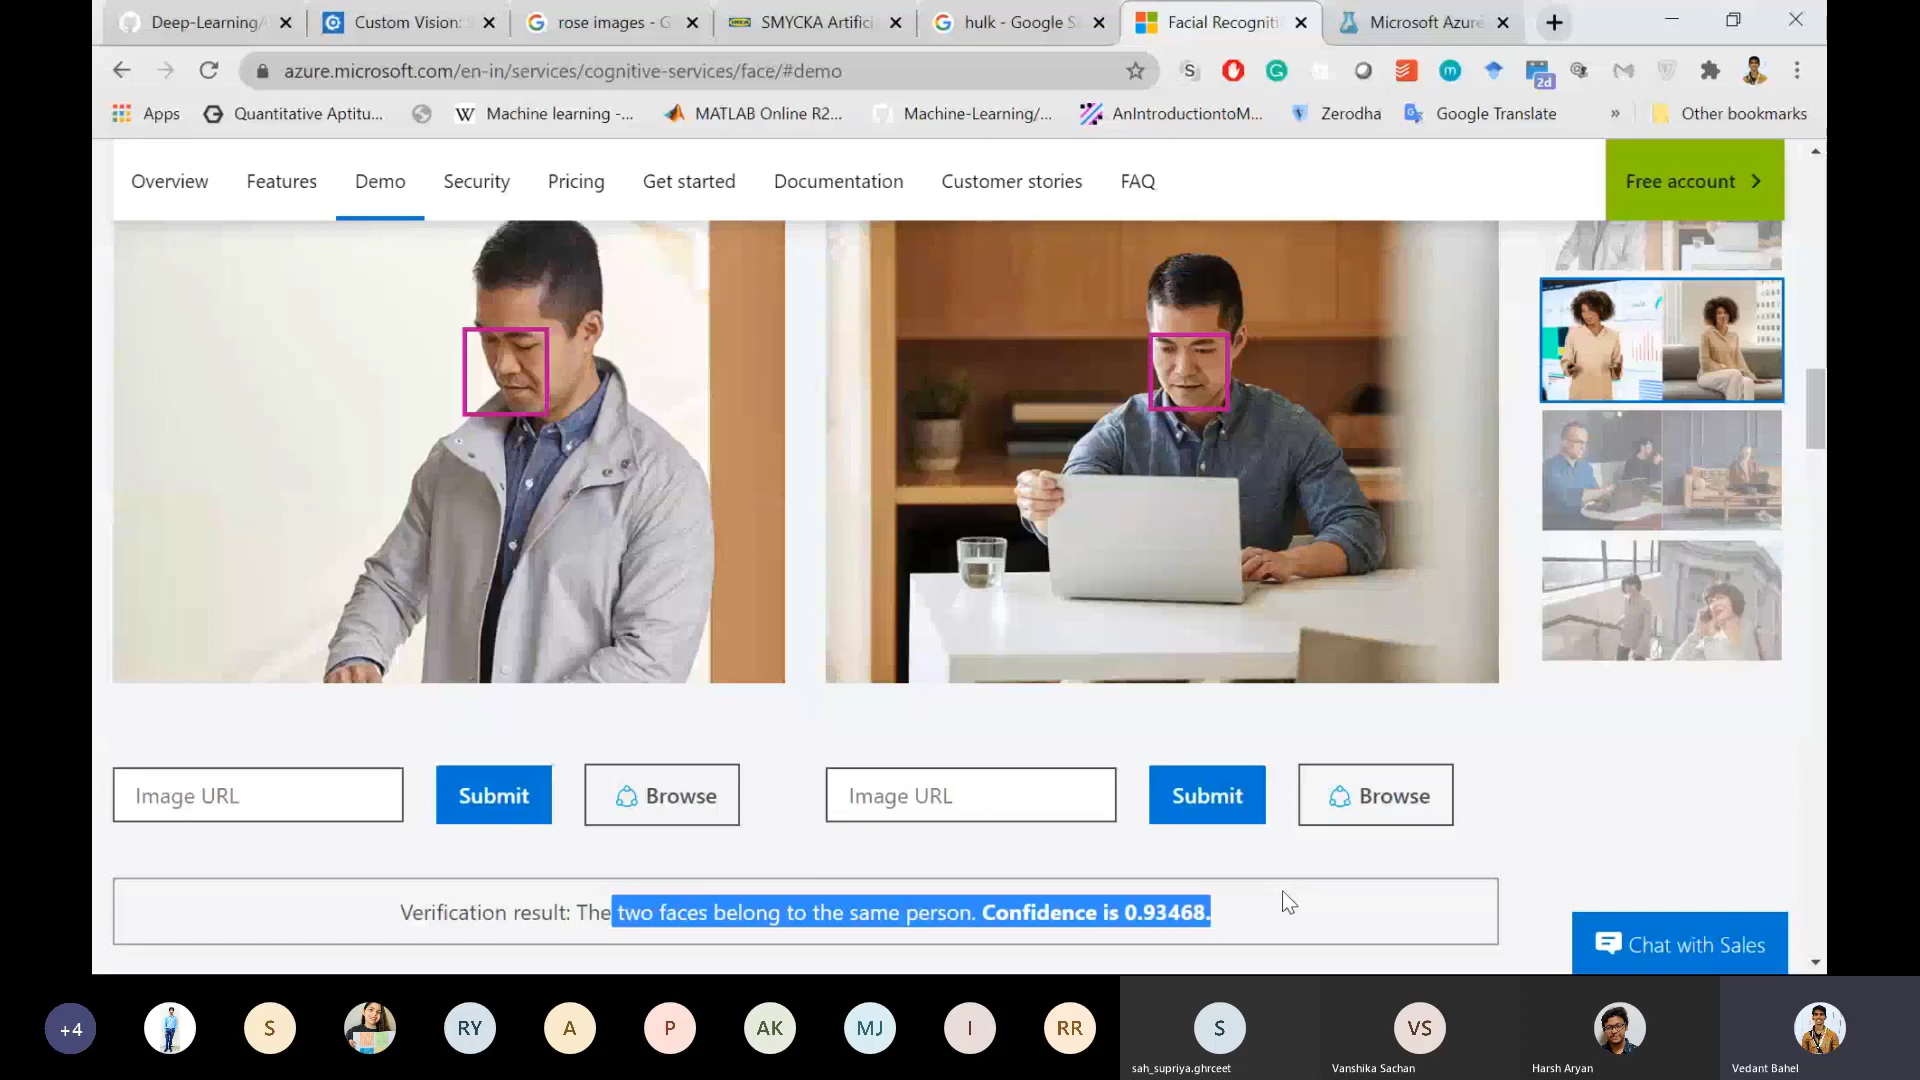 Deep-Learning/
Custom Vision:
rose images - G
SMYCKA Artifici
hulk - Google S
Facial Recogniti
Microsoft Azure
azure.microsoft.com/en-in/services/cognitive-services/face/#demo
2d
Apps
Quantitative Aptitu...
Machine learning -...
MATLAB Online R2...
Machine-Learning/...
AnIntroductiontoM...
Zerodha
Google Translate
»
Other bookmarks
Overview
Features
Demo
Security
Pricing
Get started
Documentation
Customer stories
FAQ
Free account
Image URL
Submit
Browse
Image URL
Submit
Browse
Verification result: The two faces belong to the same person. Confidence is 0.93468.
Chat with Sales
+4
S
RY
A
P
AK
MJ
I
RR
S
VS
sah_supriya.ghrceet
Vanshika Sachan
Harsh Aryan
Vedant Bahel